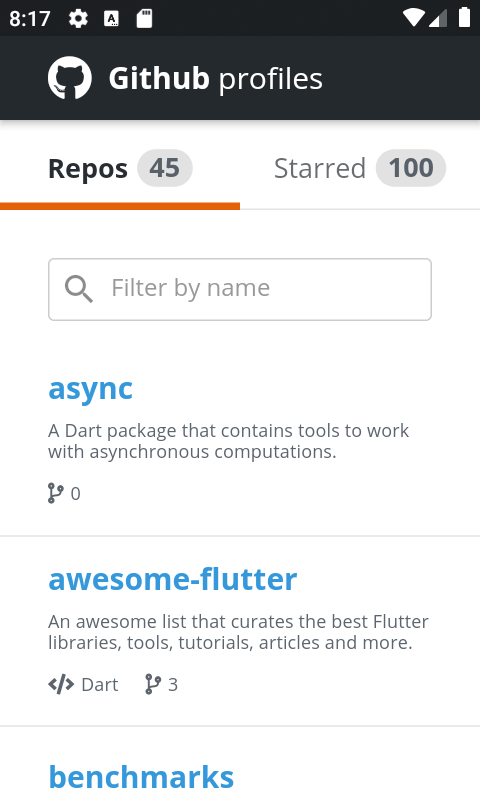 8:17
Github profiles
Repos 45 Starred 100
Filter by name
async
A Dart package that contains tools to work
with asynchronous computations.
0
awesome-flutter
An awesome list that curates the best Flutter
libraries, tools, tutorials, articles and more.
Dart 3
benchmarks